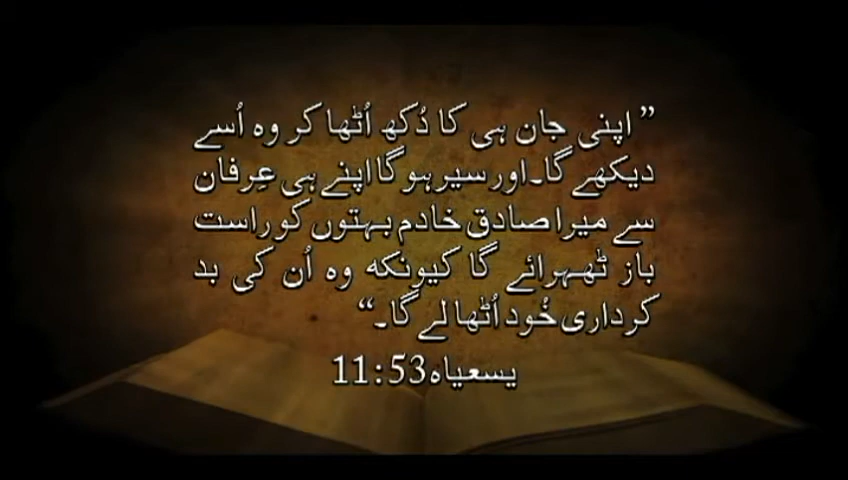 ” اپنی جان ہی کا دُکھ اُٹھا کر وہ اُسے
دیکھے گا۔اور سیر ہوگا اپنے ہی عِرفان
سے میرا صادق خادم بہتوں کو راست
باز ٹھہرائے گا کیونکہ وہ اُن کی بد
کرداری خُود اُٹھا لے گا۔“
یسعیاہ 11:53